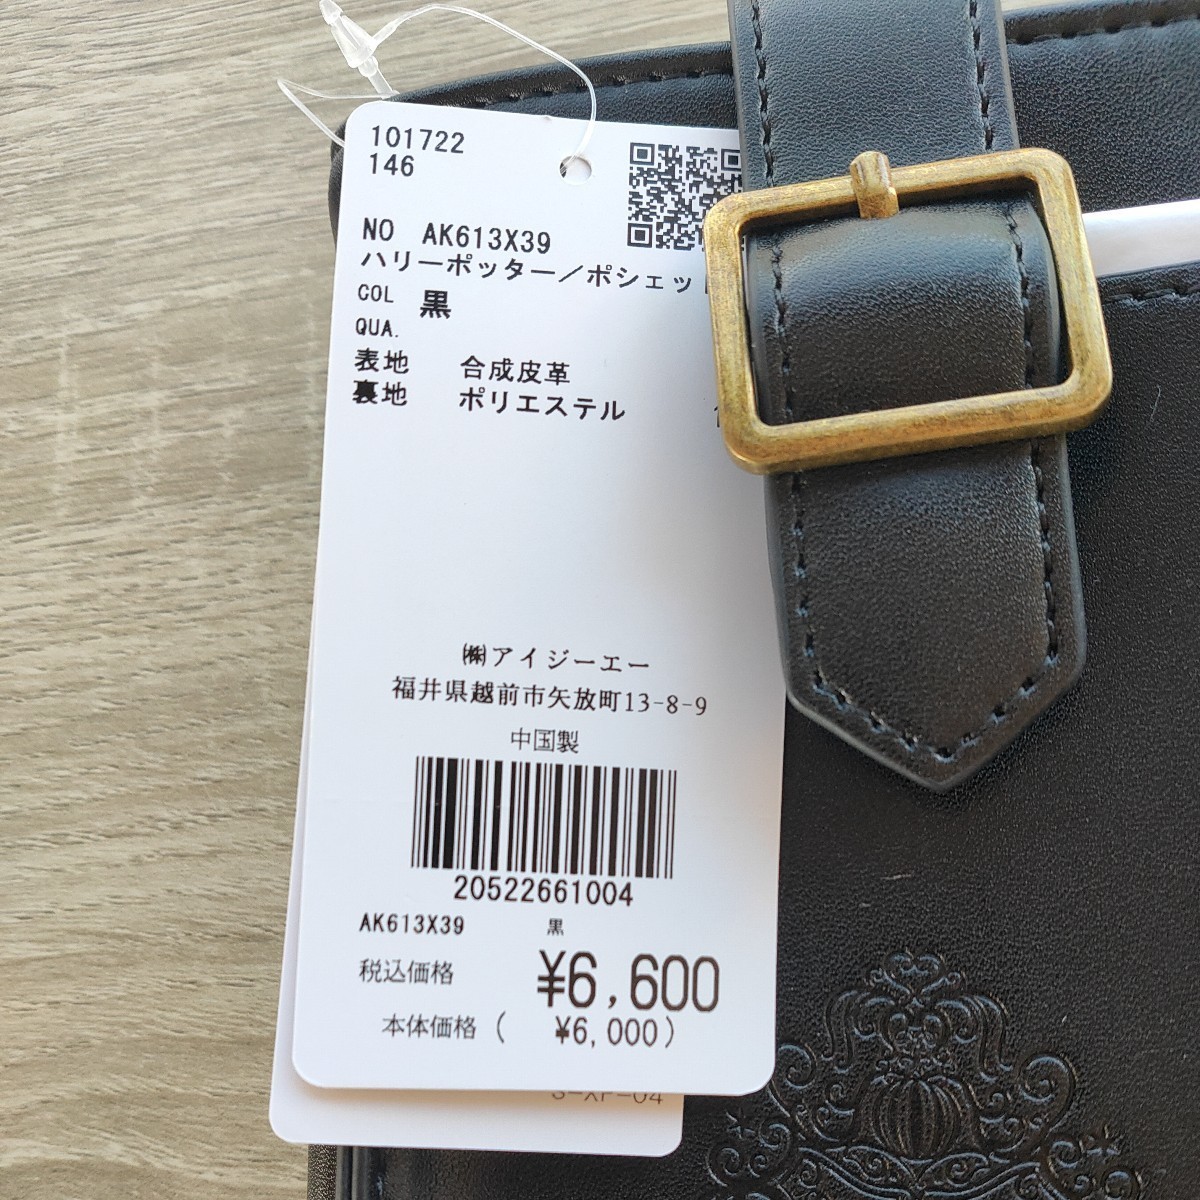 101722
146
NO AK613X39
ハリーポッター／ポシェッ
COL 黒
QUA.
表地 合成皮革
裏地 ポリエステル
㈱アイジーエー
福井県越前市矢放町13-8-9
中国製
20522661004
AK613X39 黒
税込価格 ¥6,600
本体価格 ( ¥6,000)